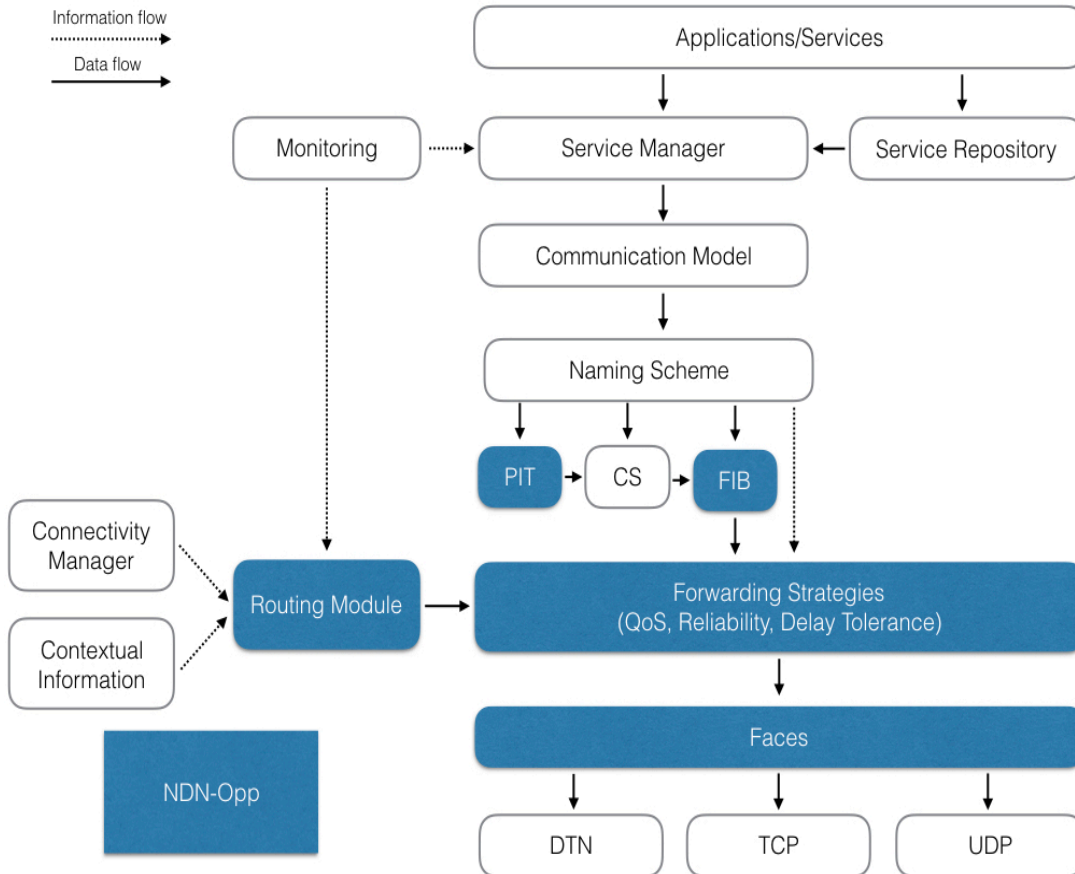 Information flow
Data flow
Applications/Services
Monitoring
Service Manager
Service Repository
Communication Model
Naming Scheme
PIT
CS
FIB
Connectivity
Manager
Routing Module
Forwarding Strategies
(QoS, Reliability, Delay Tolerance)
Contextual
Information
Faces
NDN-Opp
DTN
TCP
UDP